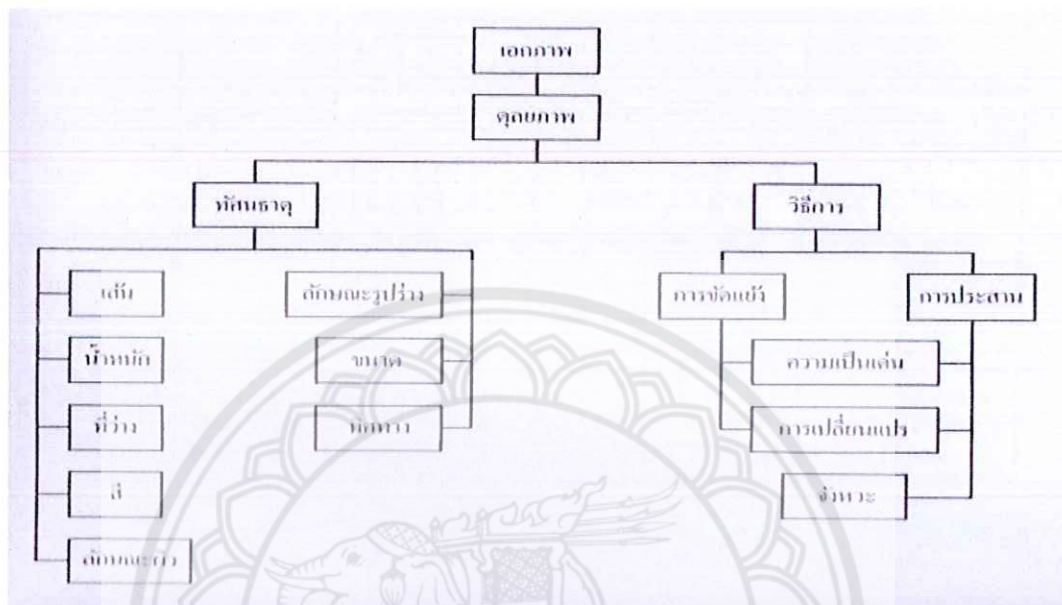 เอกภาพ
ดุลยภาพ
ทัศนธาตุ
วิธีการ
เส้น
ลักษณะรูปร่าง
การขัดแย้ง
การประสาน
น้ำหนัก
ขนาด
ความเป็นเด่น
ที่ว่าง
ทิศทาง
การเปลี่ยนแปร
สี
จังหวะ
ลักษณะผิว